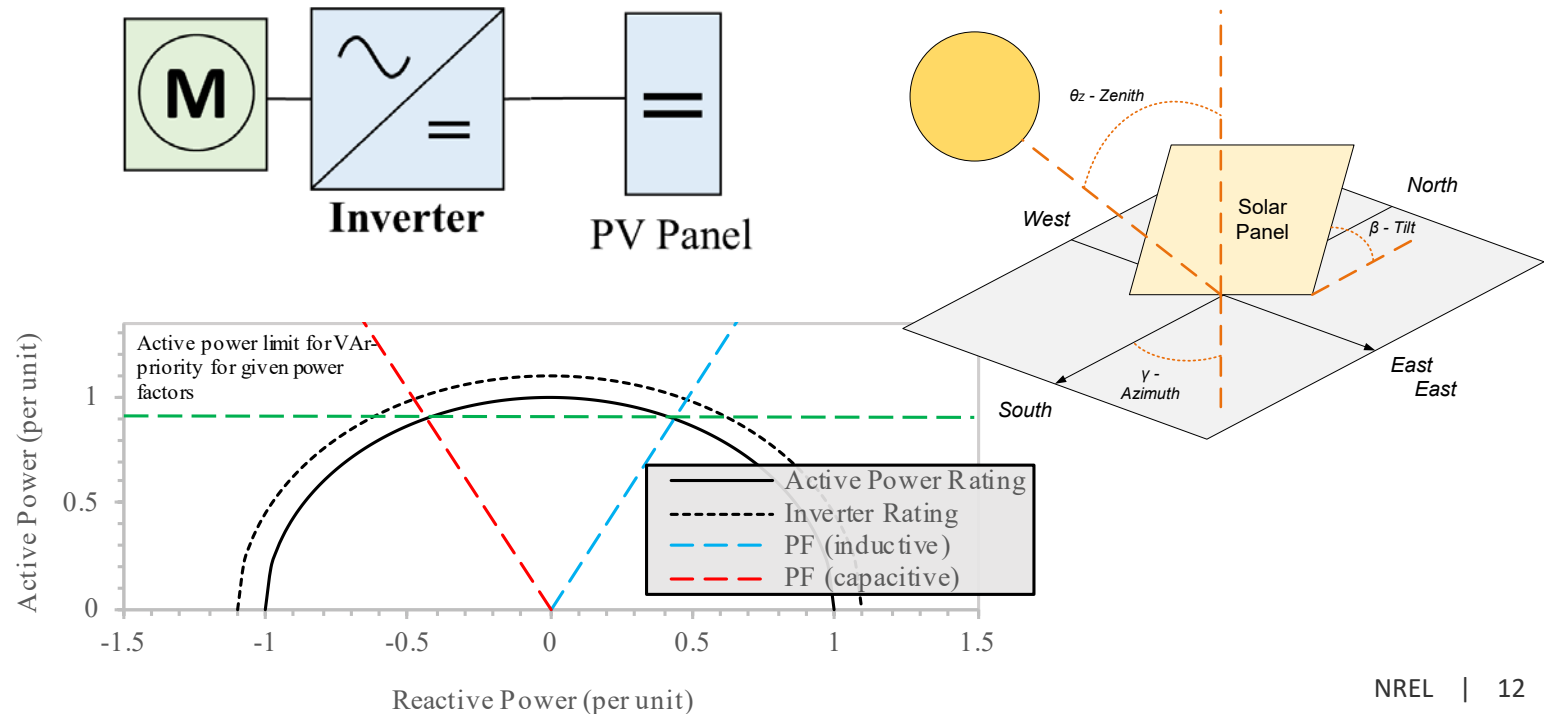 M
Inverter
PV Panel
θz - Zenith
West
North
Solar
Panel
β - Tilt
East
East
γ -
Azimuth
South
Active power limit for VAr-
priority for given power
factors
Active Power (per unit)
1
0.5
0
Active Power Rating
Inverter Rating
PF (inductive)
PF (capacitive)
-1.5
-1
-0.5
0
0.5
1
1.5
Reactive Power (per unit)
NREL | 12